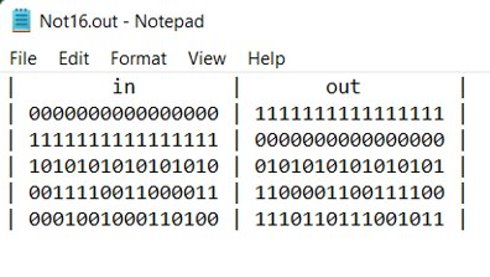 Not16.out - Notepad
File Edit Format View Help
| in | out |
| 0000000000000000 | 1111111111111111 |
| 1111111111111111 | 0000000000000000 |
| 1010101010101010 | 0101010101010101 |
| 0011110011000011 | 1100001100111100 |
| 0001001000110100 | 1110110111001011 |